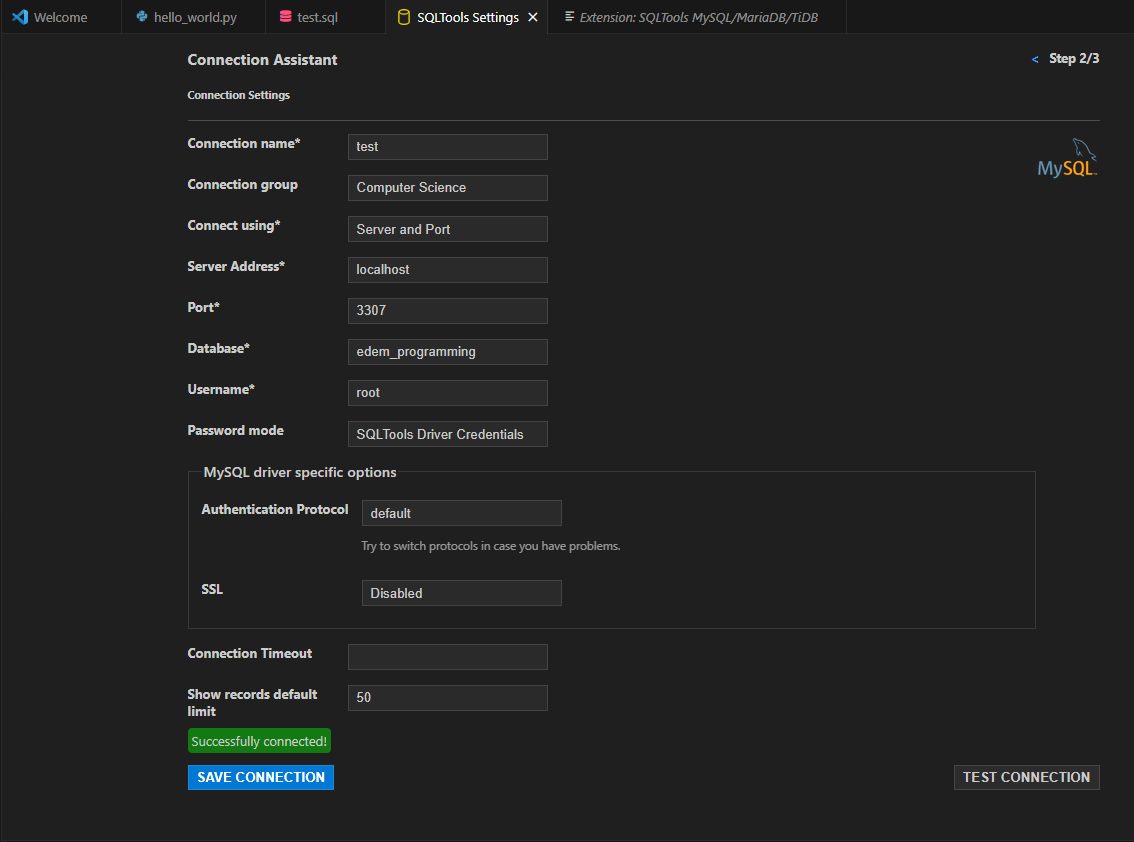 Welcome
hello_world.py
test.sql
SQLTools Settings
Extension: SQLTools MySQL/MariaDB/TiDB
Connection Assistant
< Step 2/3
Connection Settings
Connection name* test
MySQL™
Connection group Computer Science
Connect using* Server and Port
Server Address* localhost
Port* 3307
Database* edem_programming
Username* root
Password mode SQLTools Driver Credentials
MySQL driver specific options
Authentication Protocol default
Try to switch protocols in case you have problems.
SSL Disabled
Connection Timeout
Show records default
limit
50
Successfully connected!
SAVE CONNECTION
TEST CONNECTION